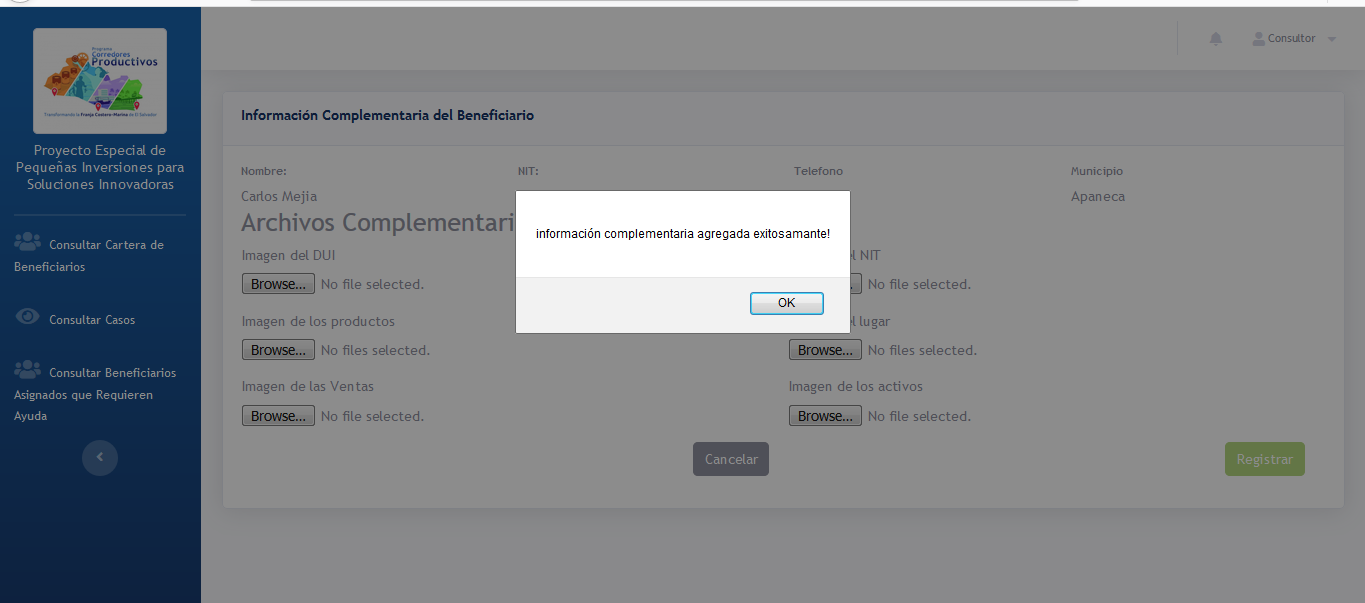 Programa
Corredores
Productivos
Transformando la Franja Costero-Marina de El Salvador
Proyecto Especial de
Pequeñas Inversiones para
Soluciones Innovadoras
Consultar Cartera de
Beneficiarios
Consultar Casos
Consultar Beneficiarios
Asignados que Requieren
Ayuda
Consultor
Información Complementaria del Beneficiario
Nombre:
NIT:
Telefono
Municipio
Carlos Mejia
Apaneca
Archivos Complementari
información complementaria agregada exitosamante!
OK
Imagen del DUI
l NIT
Browse... No file selected.
. No file selected.
Imagen de los productos
l lugar
Browse... No files selected.
Browse... No files selected.
Imagen de las Ventas
Imagen de los activos
Browse... No file selected.
Browse... No file selected.
Cancelar
Registrar